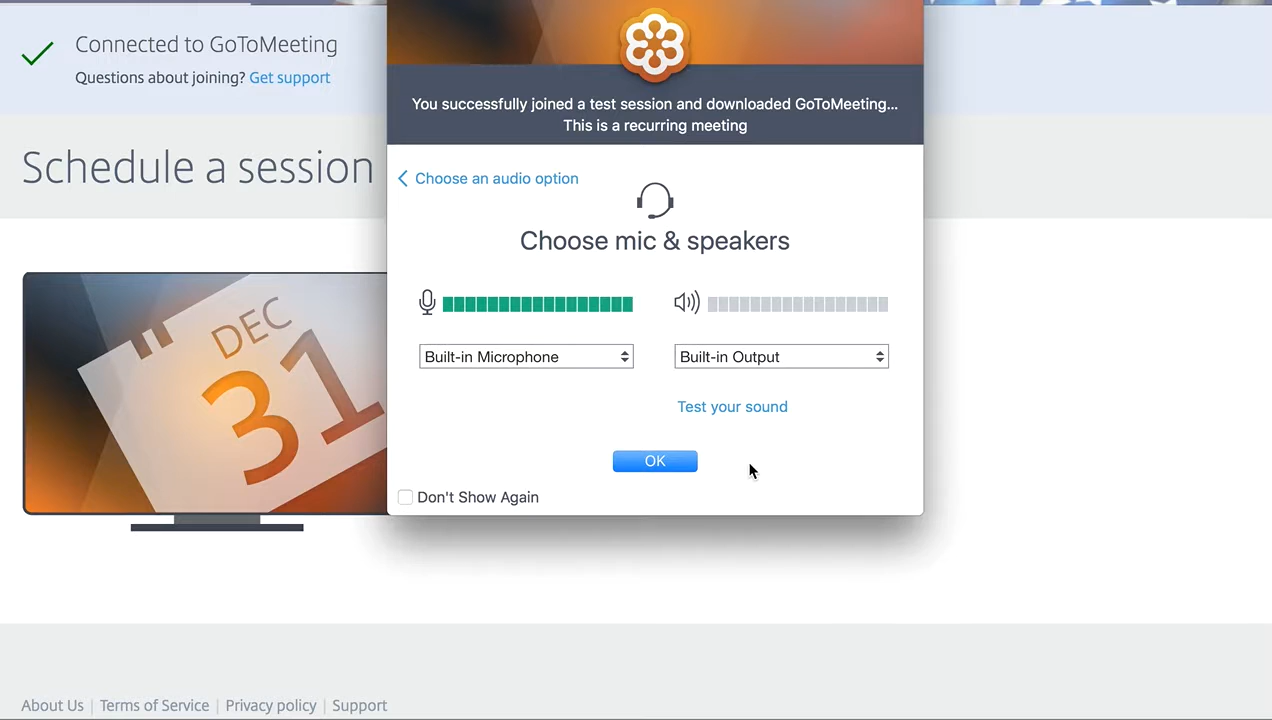 Connected to GoToMeeting
Questions about joining? Get support
You successfully joined a test session and downloaded GoToMeeting...
This is a recurring meeting
Schedule a session
Choose an audio option
Choose mic & speakers
Built-in Microphone
Built-in Output
Test your sound
OK
Don't Show Again
DEC
31
About Us | Terms of Service | Privacy policy | Support